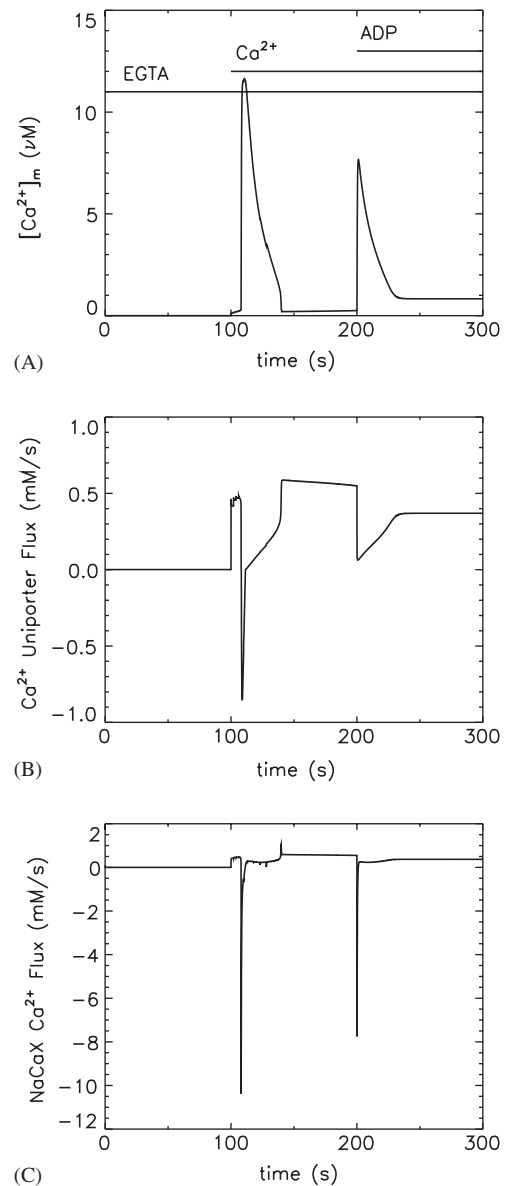 15
ADP
Ca²⁺
EGTA
10
[Ca²⁺]ₘ (νM)
5
0
0 100 200 300
(A)
time (s)
1.0
0.5
Ca²⁺ Uniporter Flux (mM/s)
0.0
−0.5
−1.0
0 100 200 300
(B)
time (s)
2
0
−2
NaCaX Ca²⁺ Flux (mM/s)
−4
−6
−8
−10
−12
0 100 200 300
(C)
time (s)